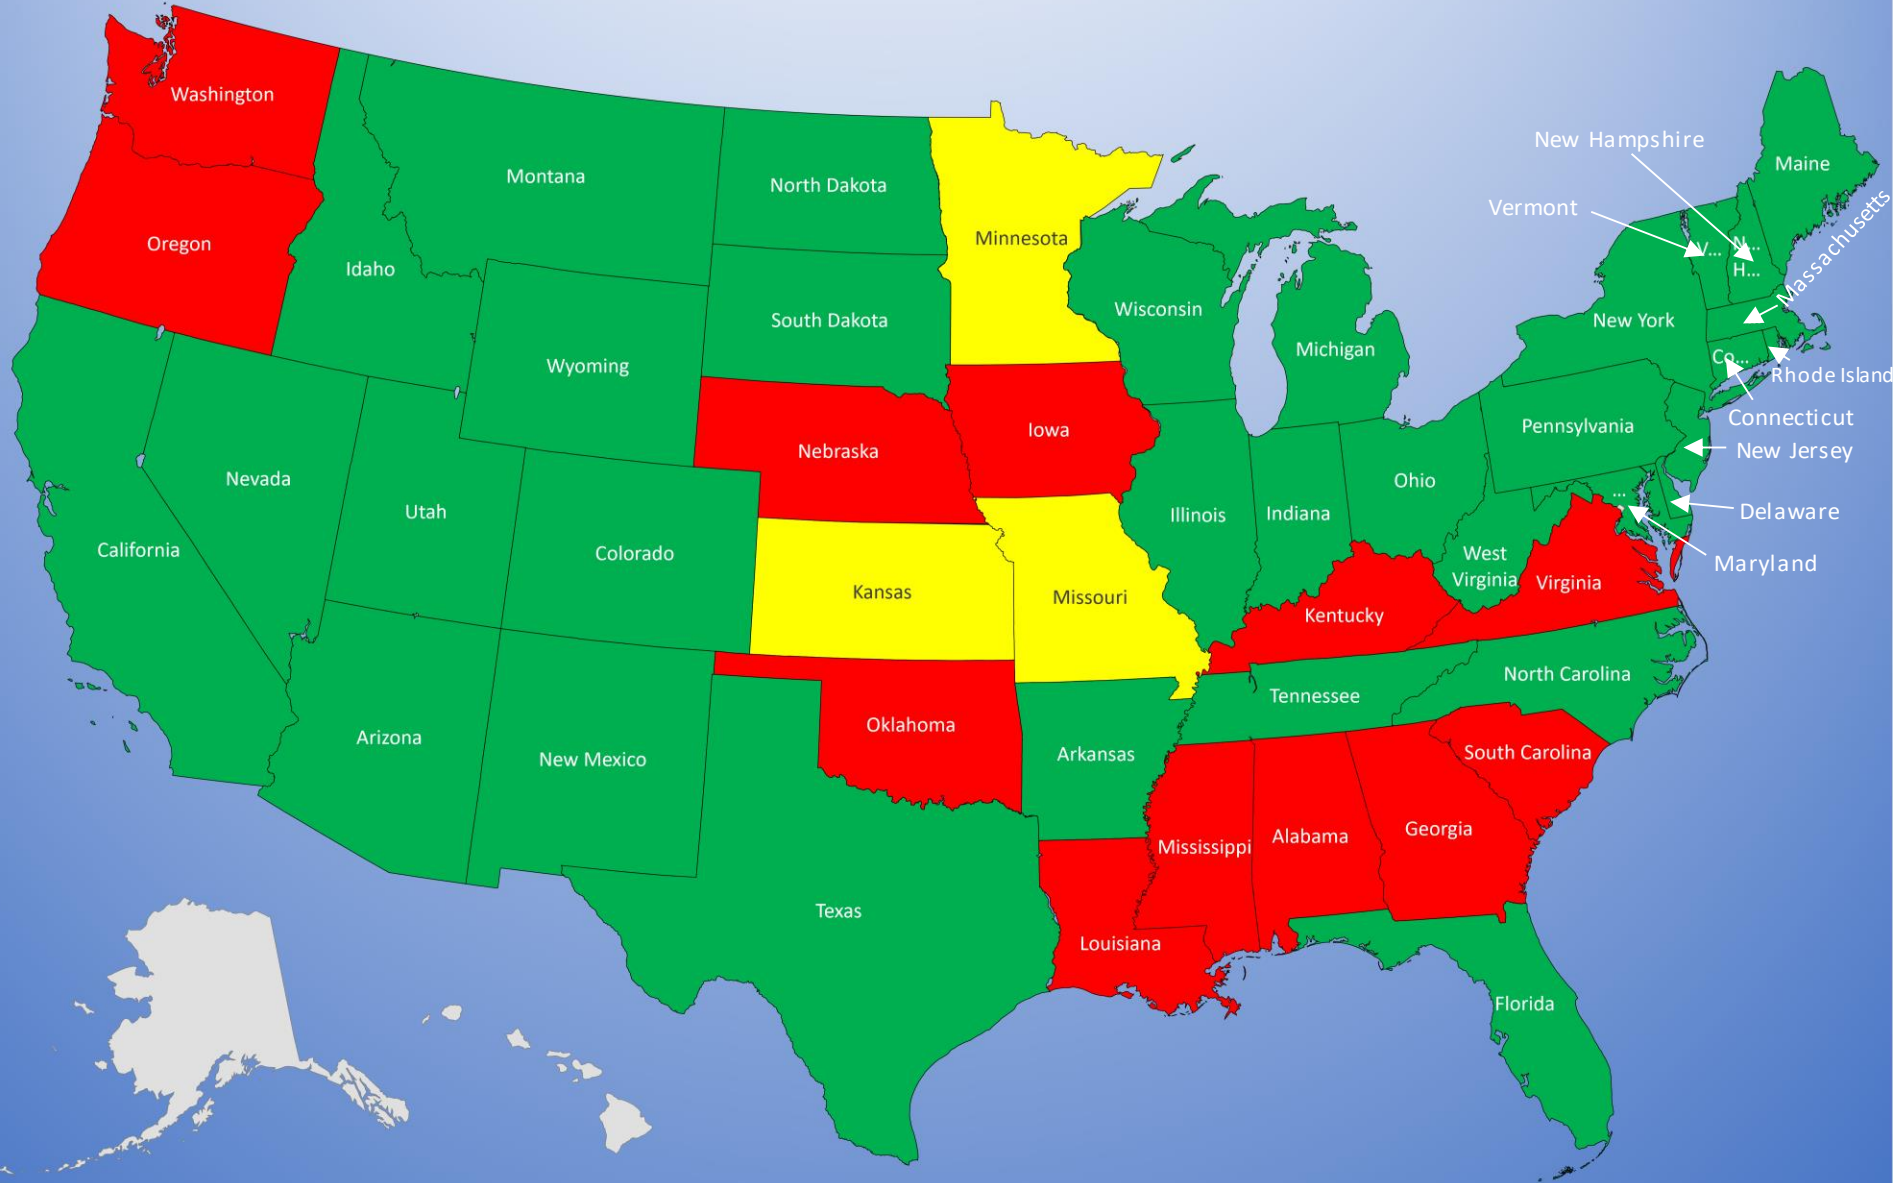 Washington
Oregon
Idaho
Montana
North Dakota
Minnesota
South Dakota
Wyoming
Wisconsin
Michigan
New Hampshire
Vermont
Maine
Massachusetts
V...
N...
H...
New York
Co...
Rhode Island
Connecticut
New Jersey
Pennsylvania
...
Delaware
Maryland
Nebraska
Iowa
Nevada
Utah
California
Colorado
Kansas
Missouri
Illinois
Indiana
Ohio
West
Virginia
Virginia
Kentucky
North Carolina
Tennessee
Arizona
New Mexico
Oklahoma
Arkansas
South Carolina
Mississippi
Alabama
Georgia
Texas
Louisiana
Florida